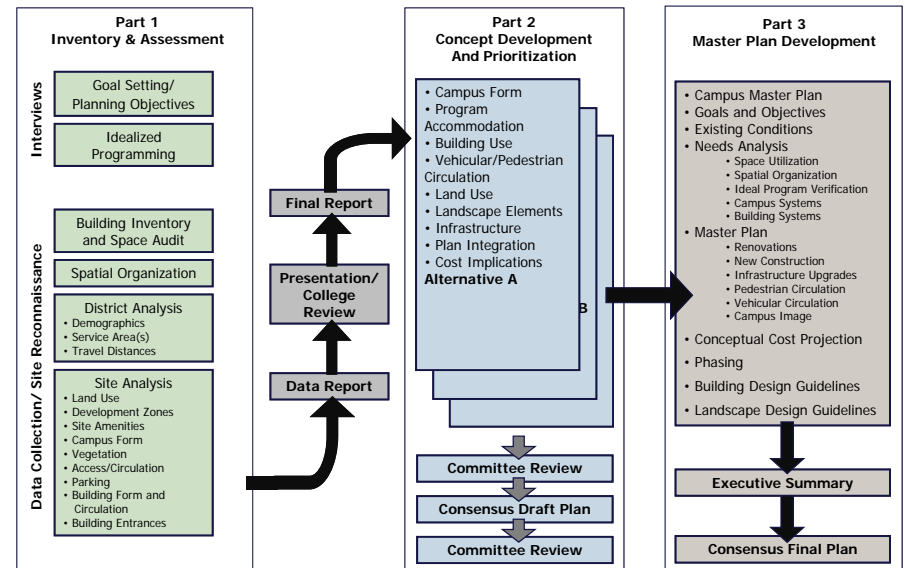 Part 1
Inventory & Assessment
Interviews
Goal Setting/
Planning Objectives
Idealized
Programming
Data Collection/ Site Reconnaissance
Building Inventory
and Space Audit
Spatial Organization
District Analysis
• Demographics
• Service Area(s)
• Travel Distances
Site Analysis
• Land Use
• Development Zones
• Site Amenities
• Campus Form
• Vegetation
• Access/Circulation
• Parking
• Building Form and
Circulation
• Building Entrances
Final Report
Presentation/
College
Review
Data Report
Part 2
Concept Development
And Prioritization
• Campus Form
• Program
Accommodation
• Building Use
• Vehicular/Pedestrian
Circulation
• Land Use
• Landscape Elements
• Infrastructure
• Plan Integration
• Cost Implications
Alternative A
B
Committee Review
Consensus Draft Plan
Committee Review
Part 3
Master Plan Development
• Campus Master Plan
• Goals and Objectives
• Existing Conditions
• Needs Analysis
• Space Utilization
• Spatial Organization
• Ideal Program Verification
• Campus Systems
• Building Systems
• Master Plan
• Renovations
• New Construction
• Infrastructure Upgrades
• Pedestrian Circulation
• Vehicular Circulation
• Campus Image
• Conceptual Cost Projection
• Phasing
• Building Design Guidelines
• Landscape Design Guidelines
Executive Summary
Consensus Final Plan